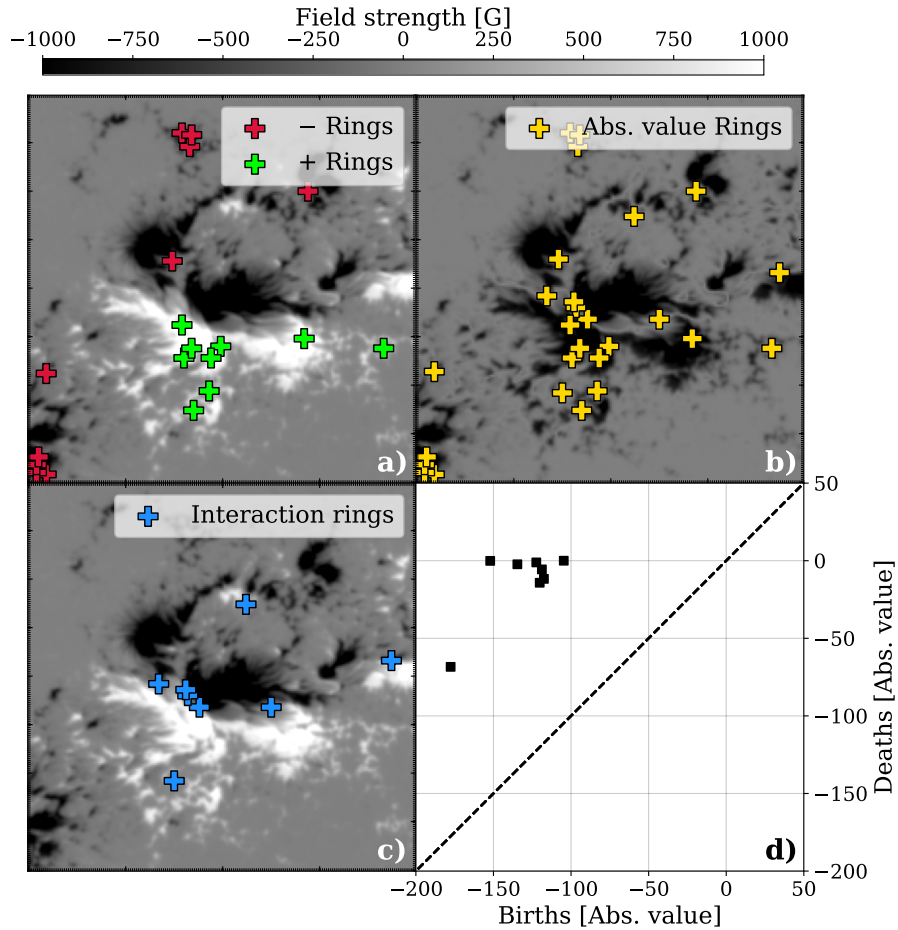 Field strength [G]
−1000 −750 −500 −250 0 250 500 750 1000
− Rings
+ Rings
a)
Abs. value Rings
b)
Interaction rings
c)
50
0
−50
−100
−150
−200
Deaths [Abs. value]
d)
−200 −150 −100 −50 0 50
Births [Abs. value]